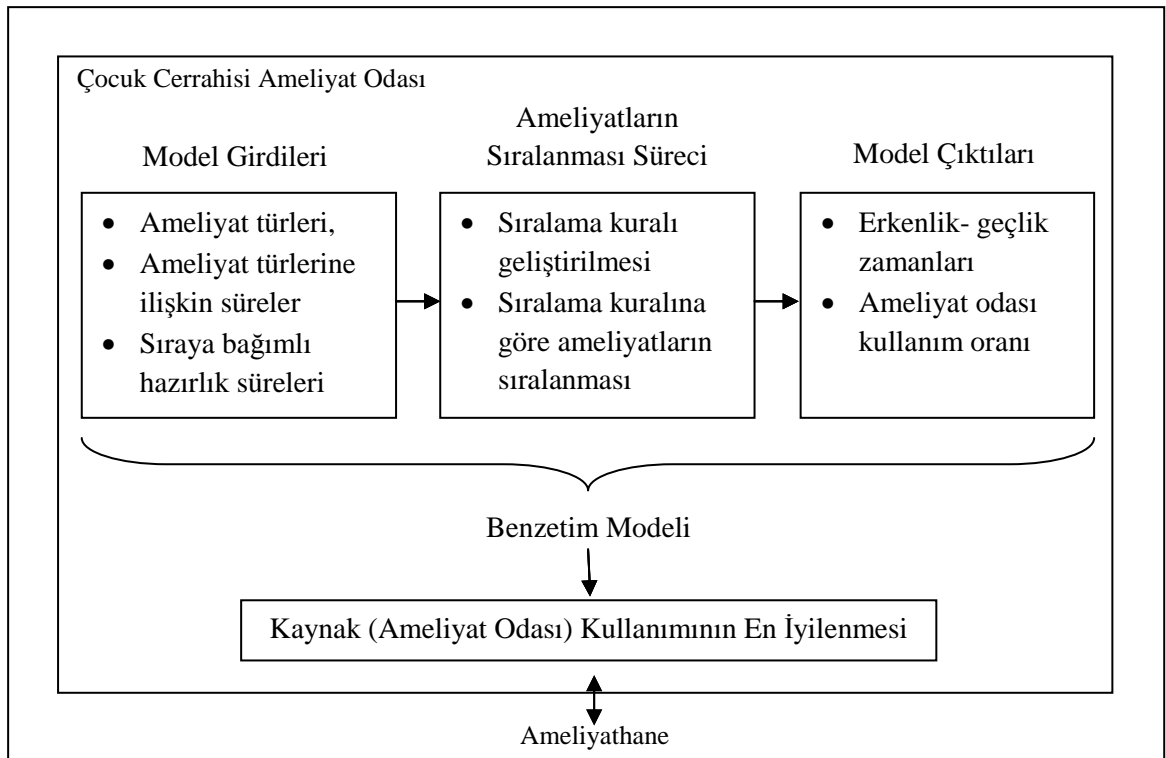 Çocuk Cerrahisi Ameliyat Odası
Model Girdileri
• Ameliyat türleri,
• Ameliyat türlerine
ilişkin süreler
• Sıraya bağımlı
hazırlık süreleri
Ameliyatların
Sıralanması Süreci
• Sıralama kuralı
geliştirilmesi
• Sıralama kuralına
göre ameliyatların
sıralanması
Model Çıktıları
• Erkenlik- geçlik
zamanları
• Ameliyat odası
kullanım oranı
Benzetim Modeli
Kaynak (Ameliyat Odası) Kullanımının En İyilenmesi
Ameliyathane